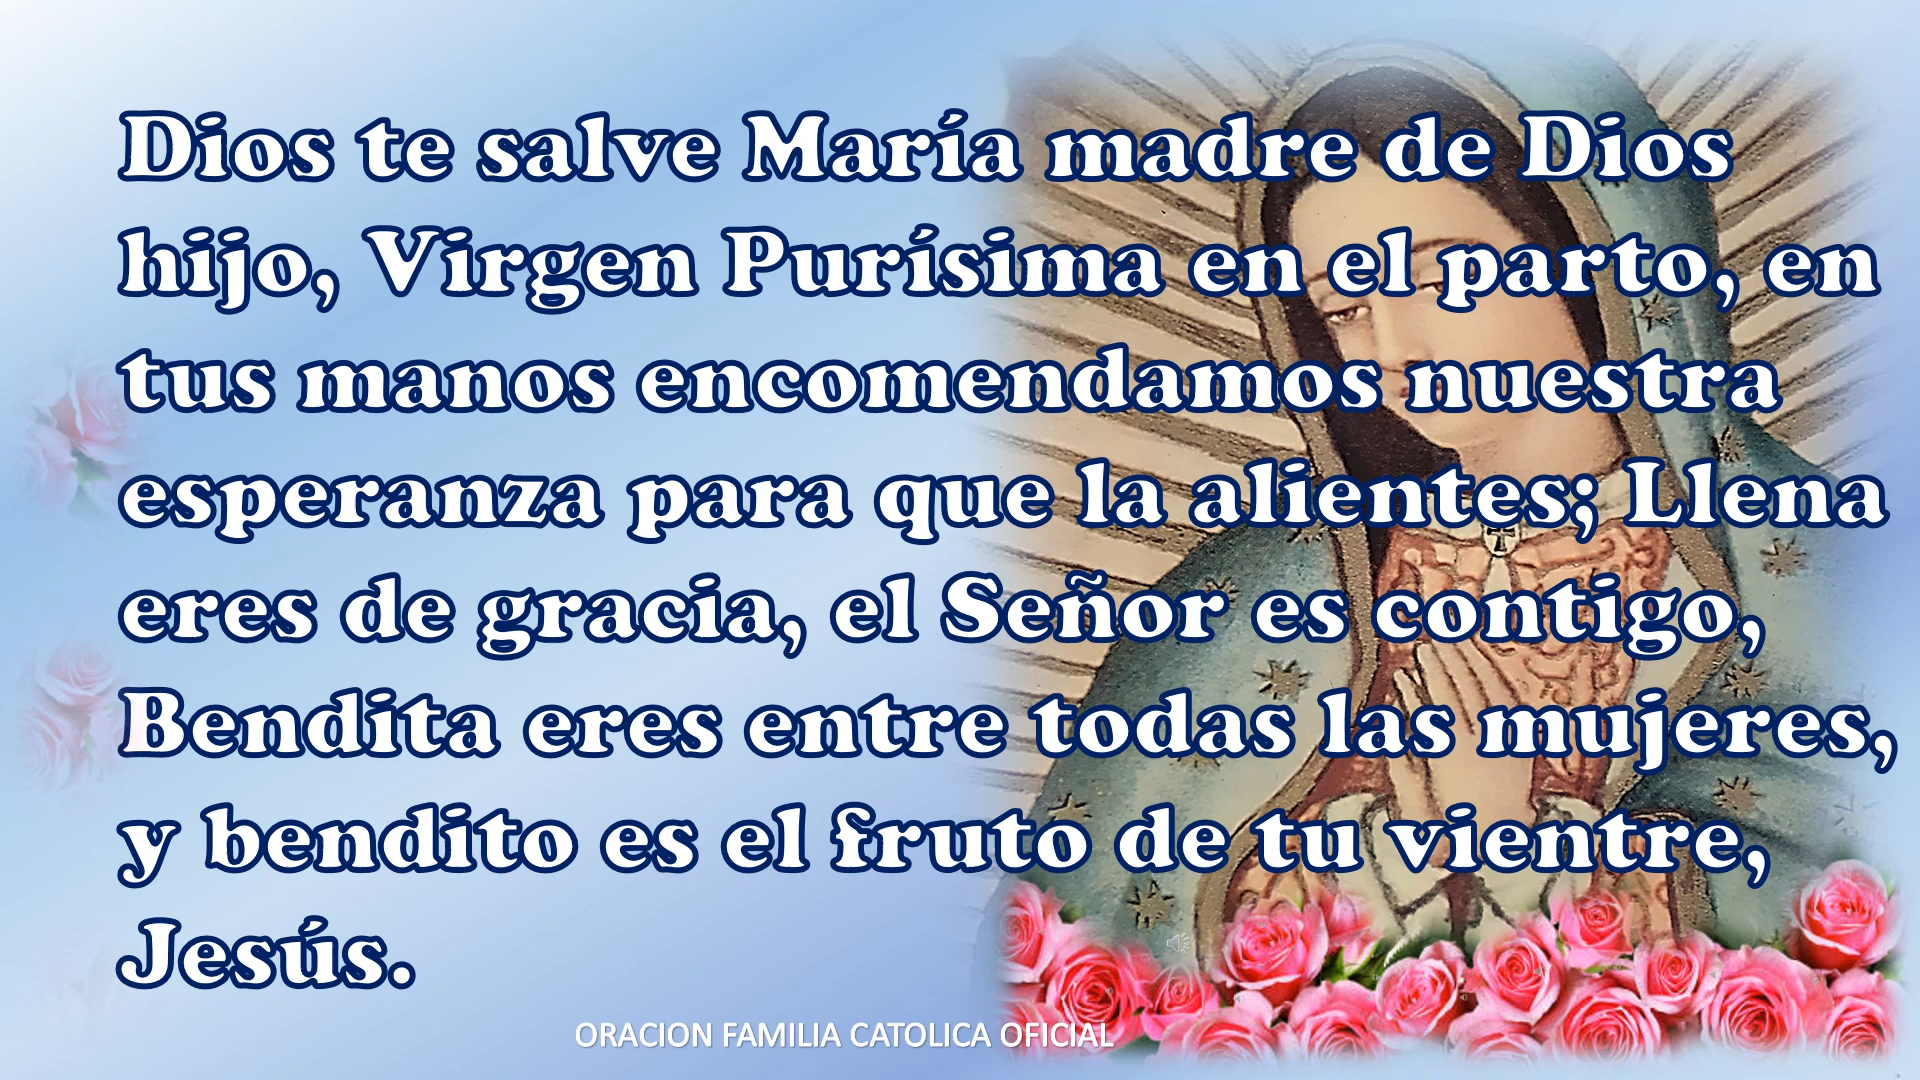 Dios te salve María madre de Dios
hijo, Virgen Purísima en el parto, en
tus manos encomendamos nuestra
esperanza para que la alientes; Llena
eres de gracia, el Señor es contigo,
Bendita eres entre todas las mujeres,
y bendito es el fruto de tu vientre,
Jesús.
ORACION FAMILIA CATOLICA OFICIAL